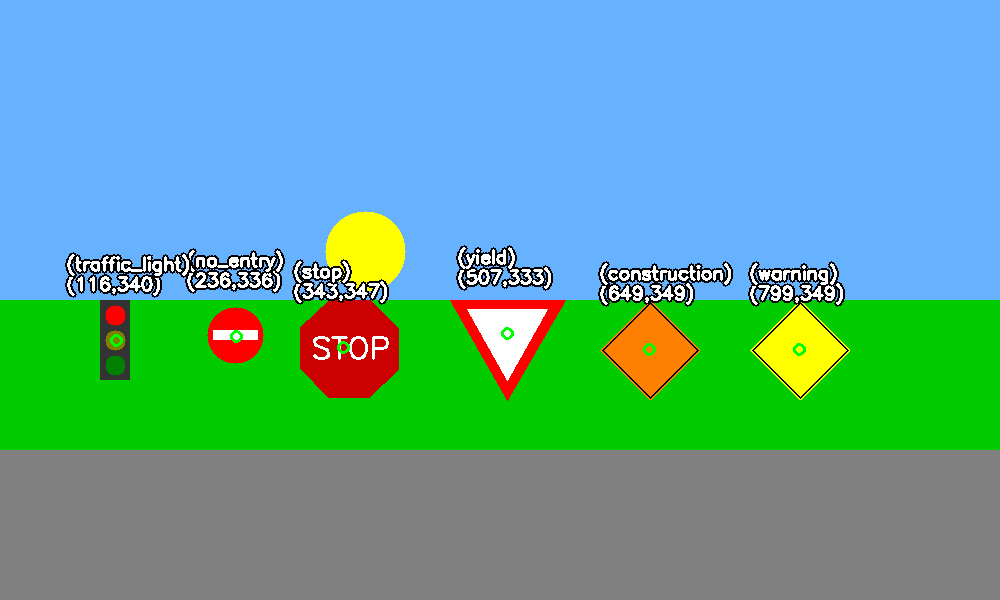 (traffic_light)
(116,340)
(no_entry)
(236,336)
(stop)
(343,347)
(yield)
(507,333)
(construction)
(649,349)
(warning)
(799,349)
STOP